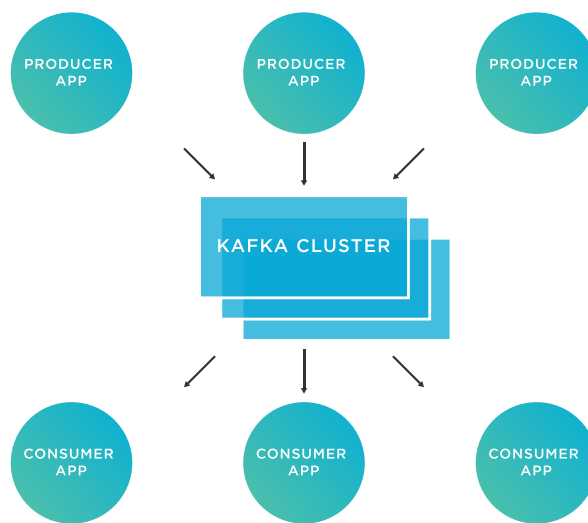 PRODUCER
APP
PRODUCER
APP
PRODUCER
APP
KAFKA CLUSTER
CONSUMER
APP
CONSUMER
APP
CONSUMER
APP